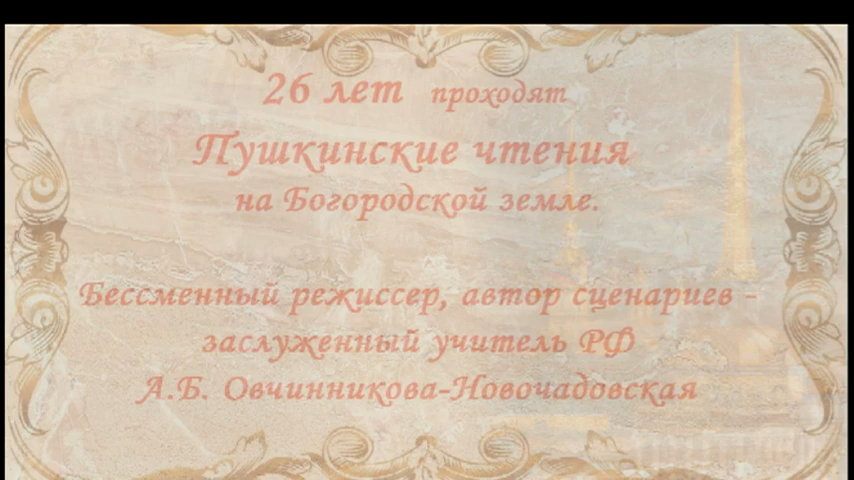 26 лет проходят
Пушкинские чтения
на Богородской земле.
Бессменный режиссер, автор сценариев -
заслуженный учитель РФ
А.Б. Овчинникова-Новочадовская